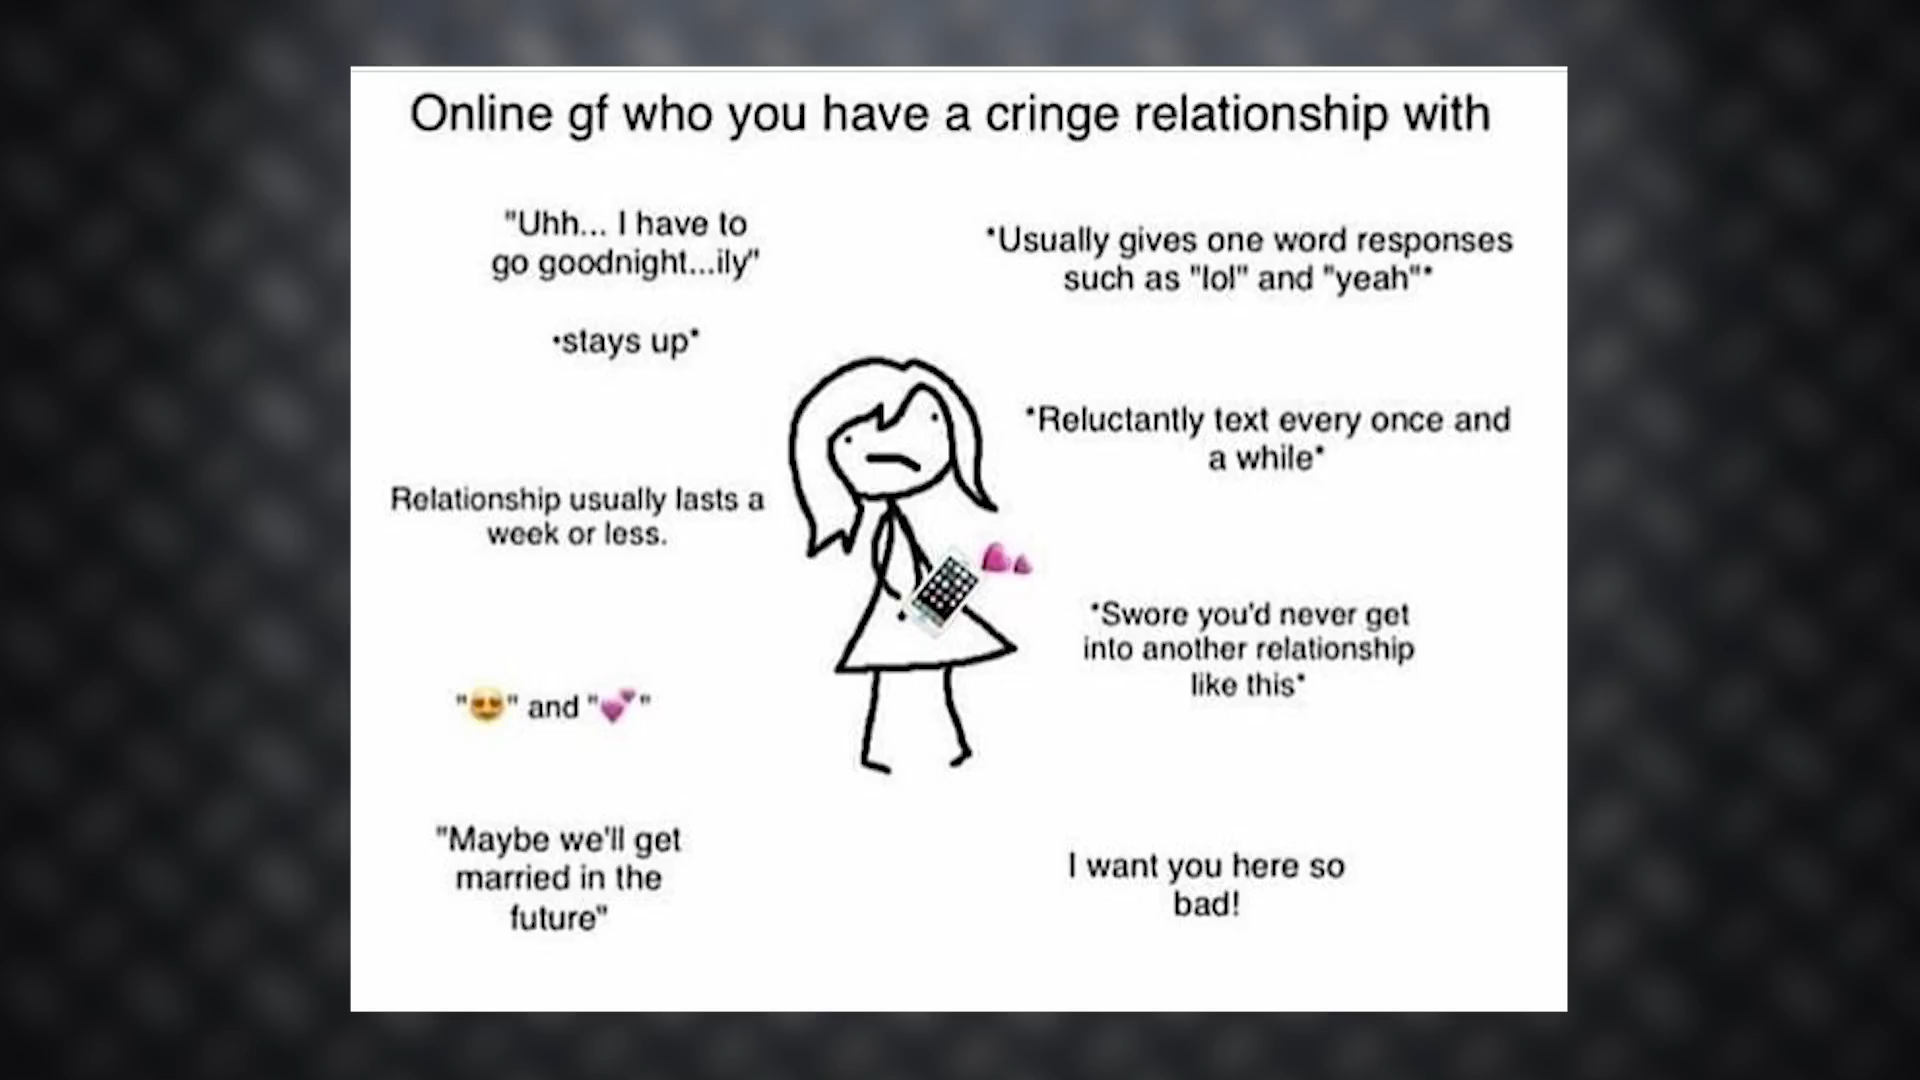 Online gf who you have a cringe relationship with
"Uhh... I have to
go goodnight...ily"
*Usually gives one word responses
such as "lol" and "yeah"*
•stays up*
*Reluctantly text every once and
a while*
Relationship usually lasts a
week or less.
*Swore you'd never get
into another relationship
like this*
"😍" and "💕"
"Maybe we'll get
married in the
future"
I want you here so
bad!